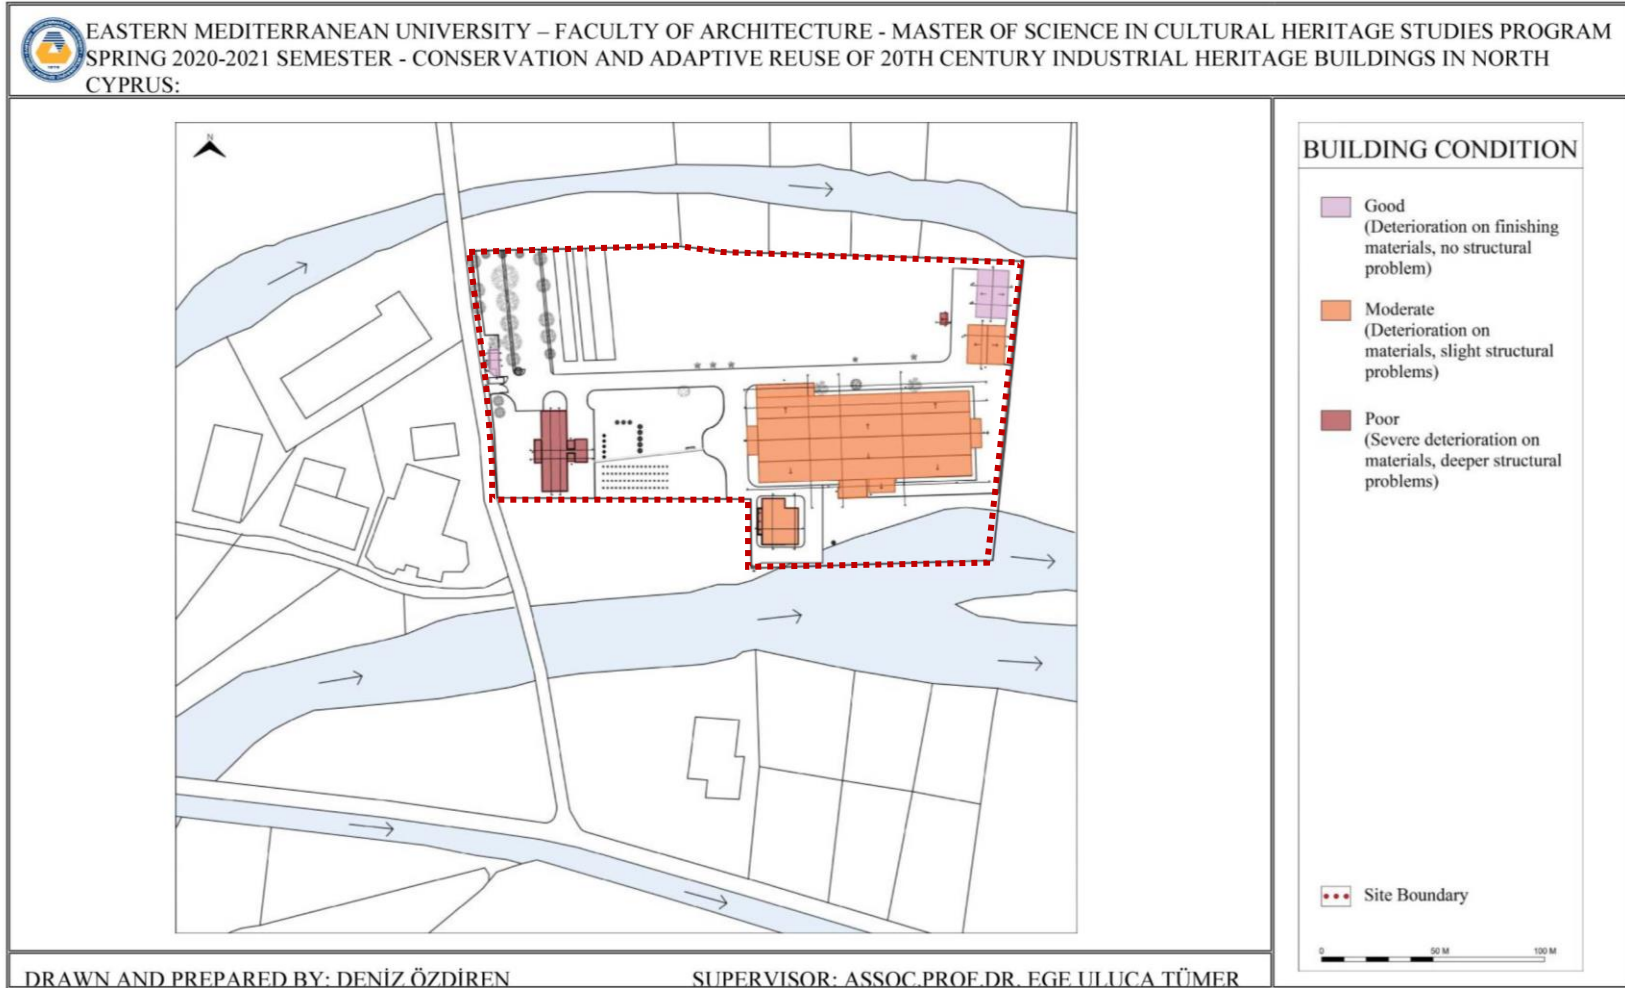 EASTERN MEDITERRANEAN UNIVERSITY – FACULTY OF ARCHITECTURE - MASTER OF SCIENCE IN CULTURAL HERITAGE STUDIES PROGRAM
SPRING 2020-2021 SEMESTER - CONSERVATION AND ADAPTIVE REUSE OF 20TH CENTURY INDUSTRIAL HERITAGE BUILDINGS IN NORTH
CYPRUS:
N
BUILDING CONDITION
Good
(Deterioration on finishing
materials, no structural
problem)
Moderate
(Deterioration on
materials, slight structural
problems)
Poor
(Severe deterioration on
materials, deeper structural
problems)
Site Boundary
0 50 M 100 M
DRAWN AND PREPARED BY: DENİZ ÖZDİREN
SUPERVISOR: ASSOC.PROF.DR. EGE ULUCA TÜMER